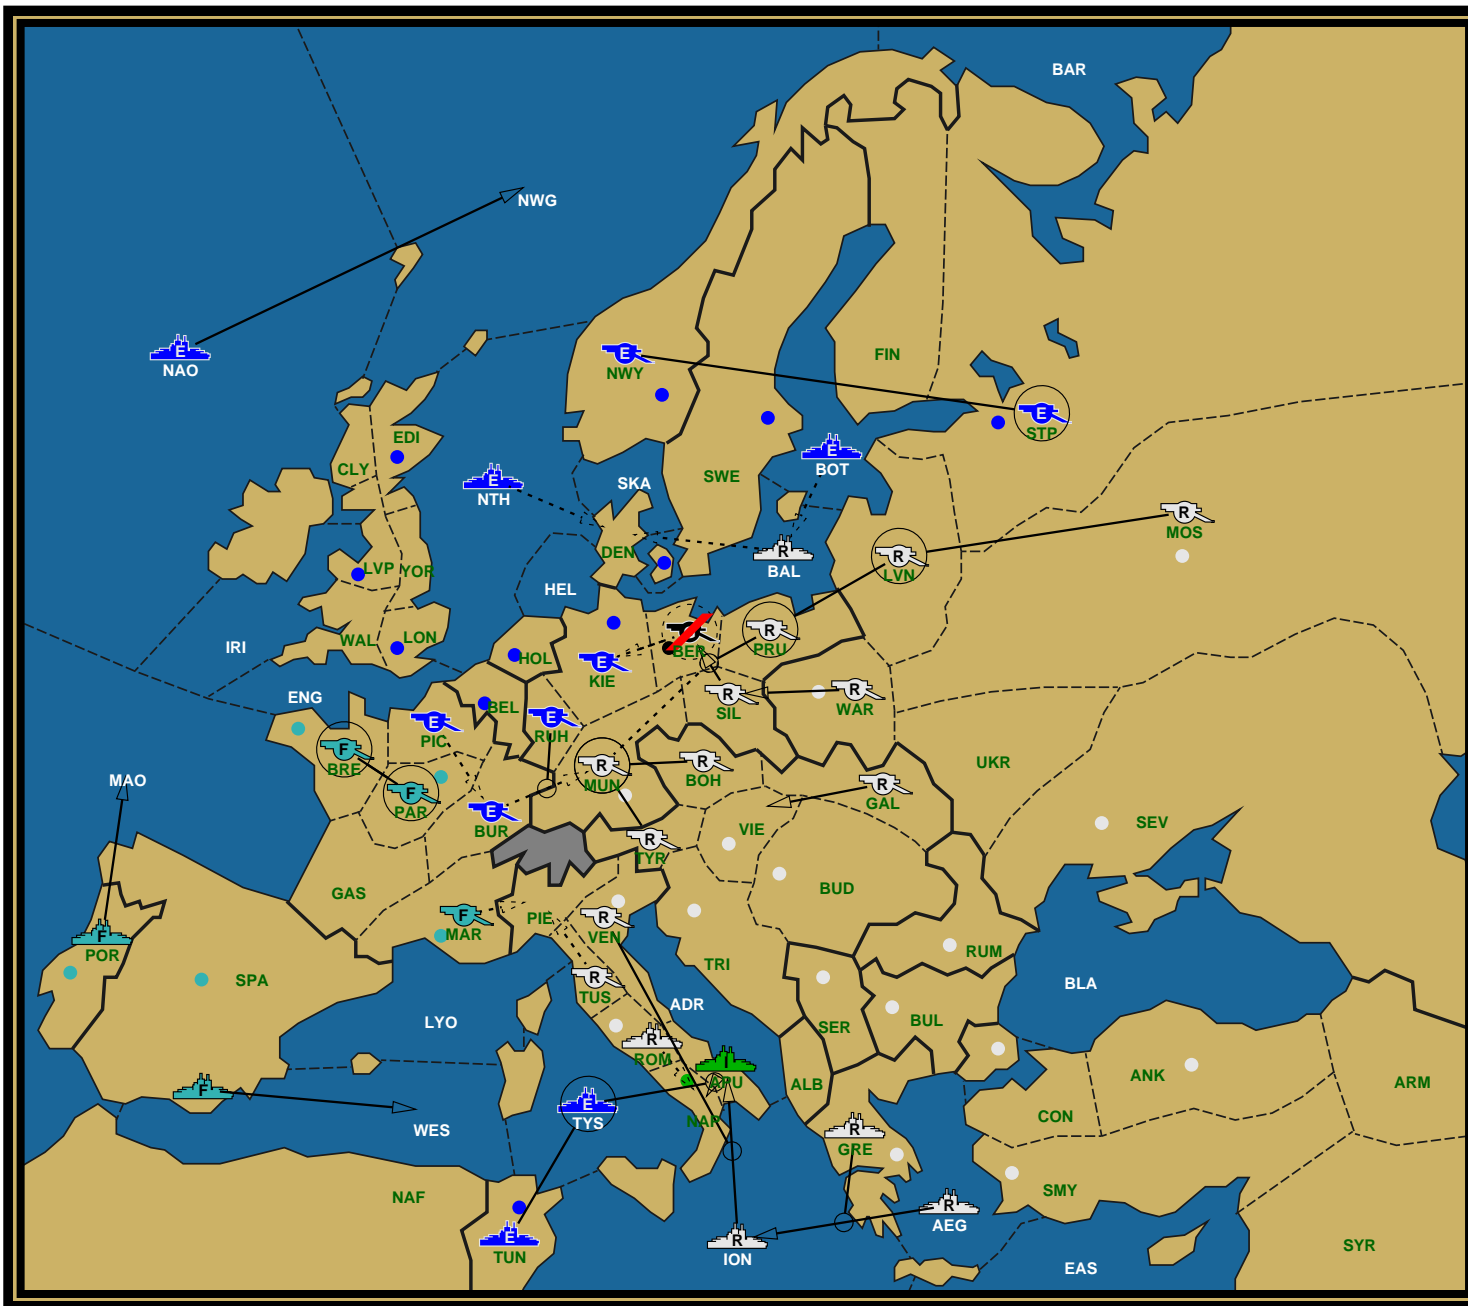 BAR
NWG
E
NAO
E
NWY
FIN
E
STP
EDI
CLY
E
BOT
SKA
SWE
E
NTH
R
MOS
DEN
R
BAL
R
LVN
LVP
YOR
HEL
IRI
WAL
LON
HOL
E
KIE
BER
R
PRU
ENG
BEL
R
SIL
R
WAR
E
PIC
E
RUH
F
BRE
R
MUN
R
BOH
UKR
MAO
F
PAR
R
GAL
E
BUR
VIE
SEV
R
TYR
GAS
BUD
F
MAR
PIE
R
VEN
F
POR
SPA
TRI
RUM
R
TUS
BLA
ADR
LYO
SER
BUL
R
ROM
I
APU
ALB
ANK
ARM
F
E
TYS
NAP
CON
WES
R
GRE
NAF
SMY
R
AEG
E
TUN
R
ION
SYR
EAS